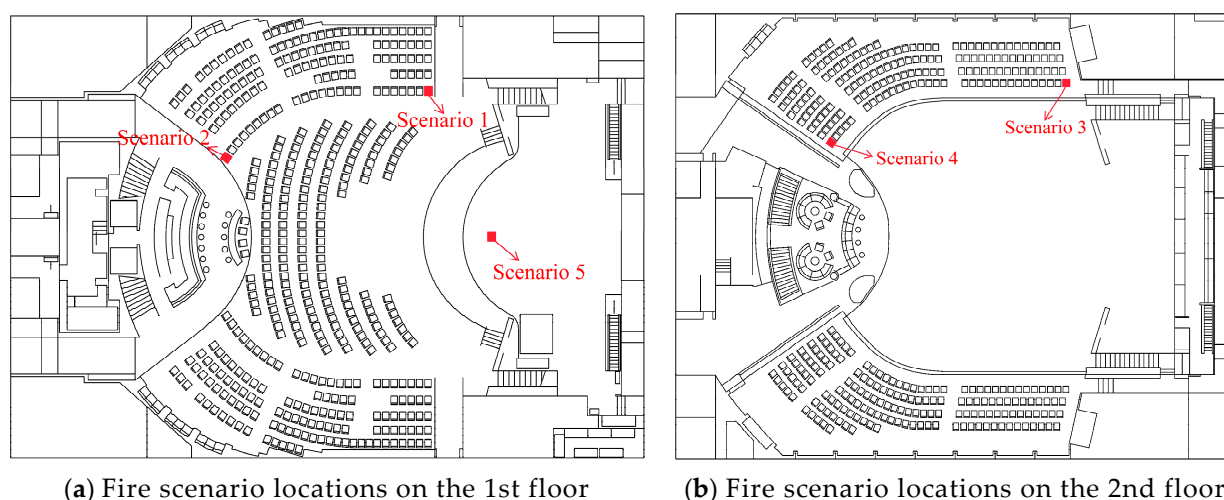 Scenario 1
Scenario 2
Scenario 5
(a) Fire scenario locations on the 1st floor
Scenario 3
Scenario 4
(b) Fire scenario locations on the 2nd floor